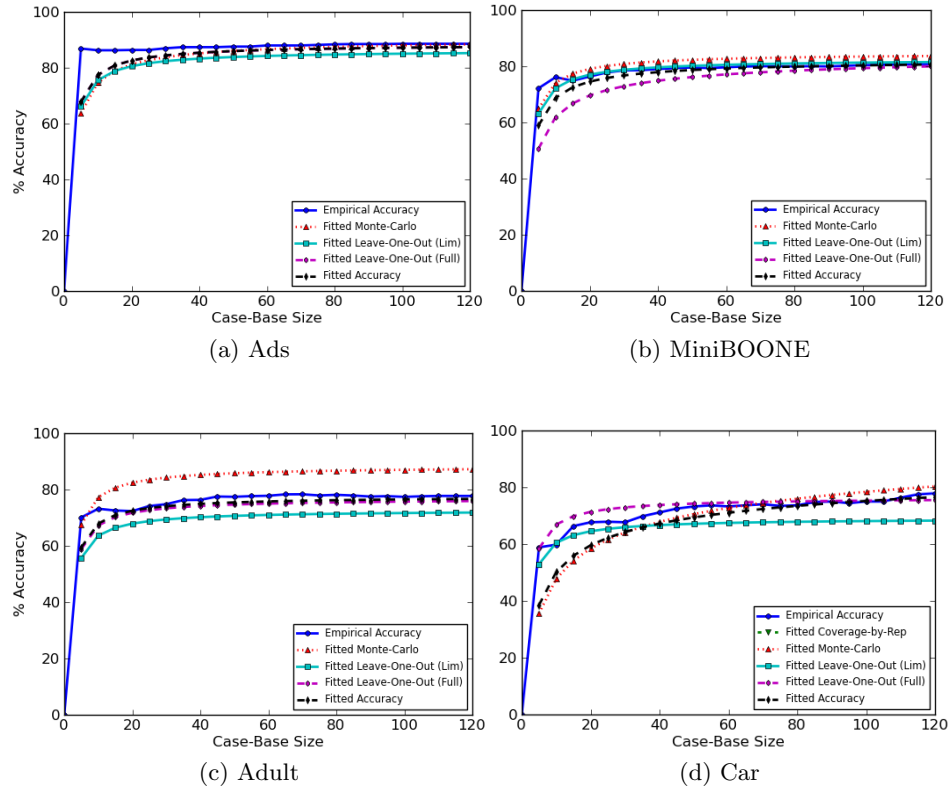 100
80
60
40
20
0
% Accuracy
0 20 40 60 80 100 120
Case-Base Size
Empirical Accuracy
Fitted Monte-Carlo
Fitted Leave-One-Out (Lim)
Fitted Leave-One-Out (Full)
Fitted Accuracy
(a) Ads
100
80
60
40
20
0
0 20 40 60 80 100 120
Case-Base Size
Empirical Accuracy
Fitted Monte-Carlo
Fitted Leave-One-Out (Lim)
Fitted Leave-One-Out (Full)
Fitted Accuracy
(b) MiniBOONE
100
80
60
40
20
0
% Accuracy
0 20 40 60 80 100 120
Case-Base Size
Empirical Accuracy
Fitted Monte-Carlo
Fitted Leave-One-Out (Lim)
Fitted Leave-One-Out (Full)
Fitted Accuracy
(c) Adult
100
80
60
40
20
0
0 20 40 60 80 100 120
Case-Base Size
Empirical Accuracy
Fitted Coverage-by-Rep
Fitted Monte-Carlo
Fitted Leave-One-Out (Lim)
Fitted Leave-One-Out (Full)
Fitted Accuracy
(d) Car